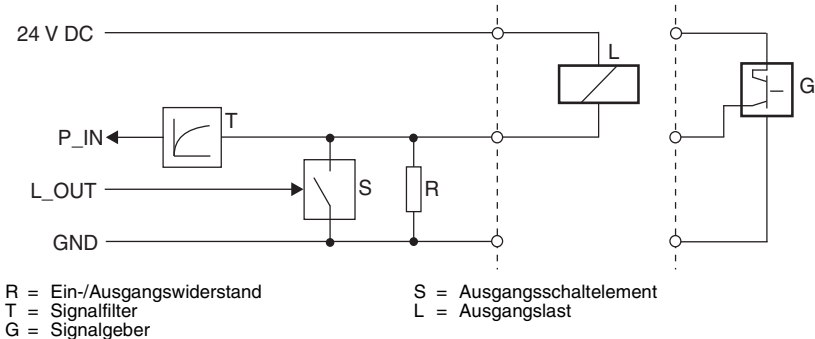 24 V DC
L
G
T
P_IN
L_OUT
S
R
GND
R = Ein-/Ausgangswiderstand
T = Signalfilter
G = Signalgeber
S = Ausgangsschaltelement
L = Ausgangslast